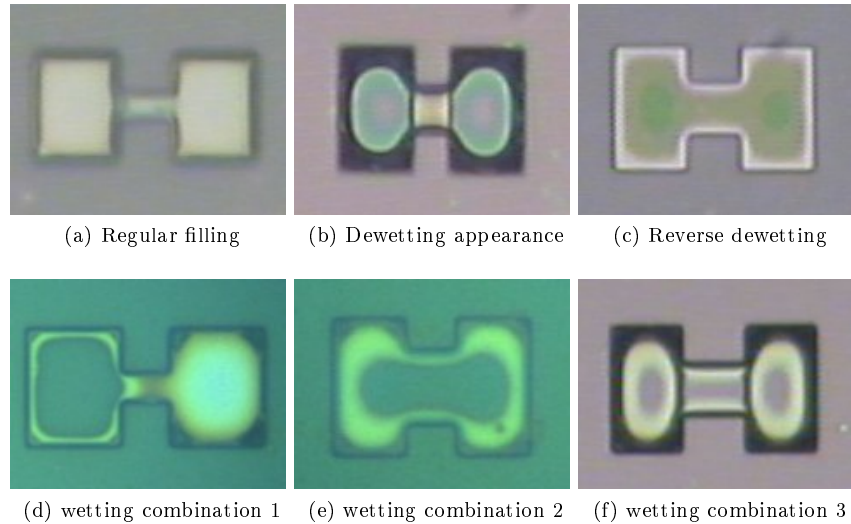 (a) Regular filling
(b) Dewetting appearance
(c) Reverse dewetting
(d) wetting combination 1
(e) wetting combination 2
(f) wetting combination 3